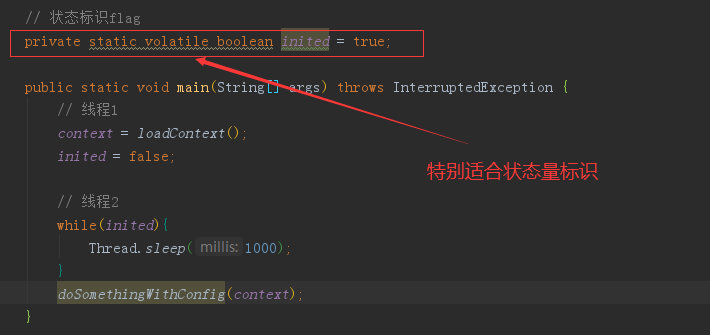 // 状态标识flag
private static volatile boolean inited = true;
public static void main(String[] args) throws InterruptedException {
// 线程1
context = loadContext();
inited = false;
特别适合状态量标识
// 线程2
while(inited){
Thread.sleep( millis: 1000);
}
doSomethingWithConfig(context);
}